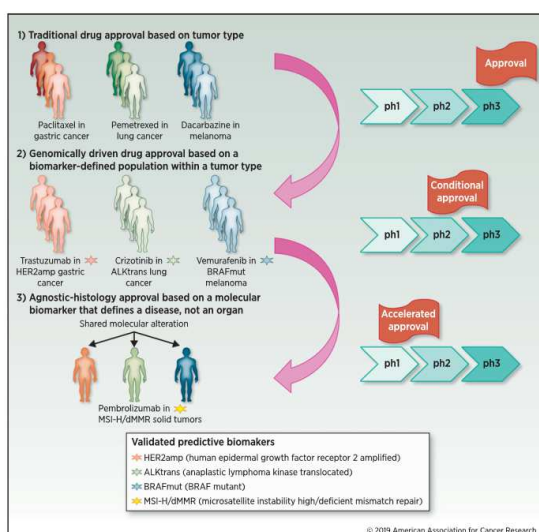 1) Traditional drug approval based on tumor type
Approval
Paclitaxel in
gastric cancer
Pemetrexed in
lung cancer
Dacarbazine in
melanoma
ph1
ph2
ph3
2) Genomically driven drug approval based on a
biomarker-defined population within a tumor type
Conditional
approval
Trastuzumab in
HER2amp gastric
cancer
Crizotinib in
ALKtrans lung
cancer
Vemurafenib in
BRAFmut
melanoma
ph1
ph2
ph3
3) Agnostic-histology approval based on a molecular
biomarker that defines a disease, not an organ
Shared molecular alteration
Accelerated
approval
ph1
ph2
ph3
Pembrolizumab in
MSI-H/dMMR solid tumors
Validated predictive biomarkers
HER2amp (human epidermal growth factor receptor 2 amplified)
ALKtrans (anaplastic lymphoma kinase translocated)
BRAFmut (BRAF mutant)
MSI-H/dMMR (microsatellite instability high/deficient mismatch repair)
© 2019 American Association for Cancer Research